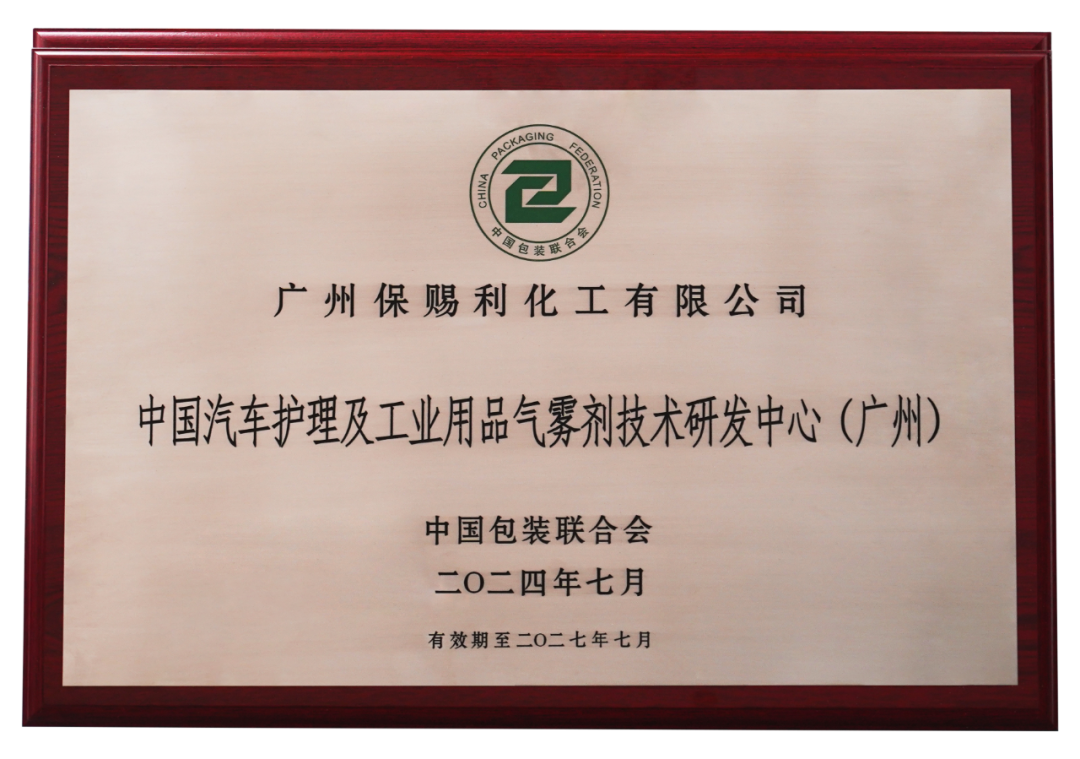 CHINA PACKAGING FEDERATION
中国包装联合会
广州保赐利化工有限公司
中国汽车护理及工业用品气雾剂技术研发中心（广州）
中国包装联合会
二〇二四年七月
有效期至二〇二七年七月